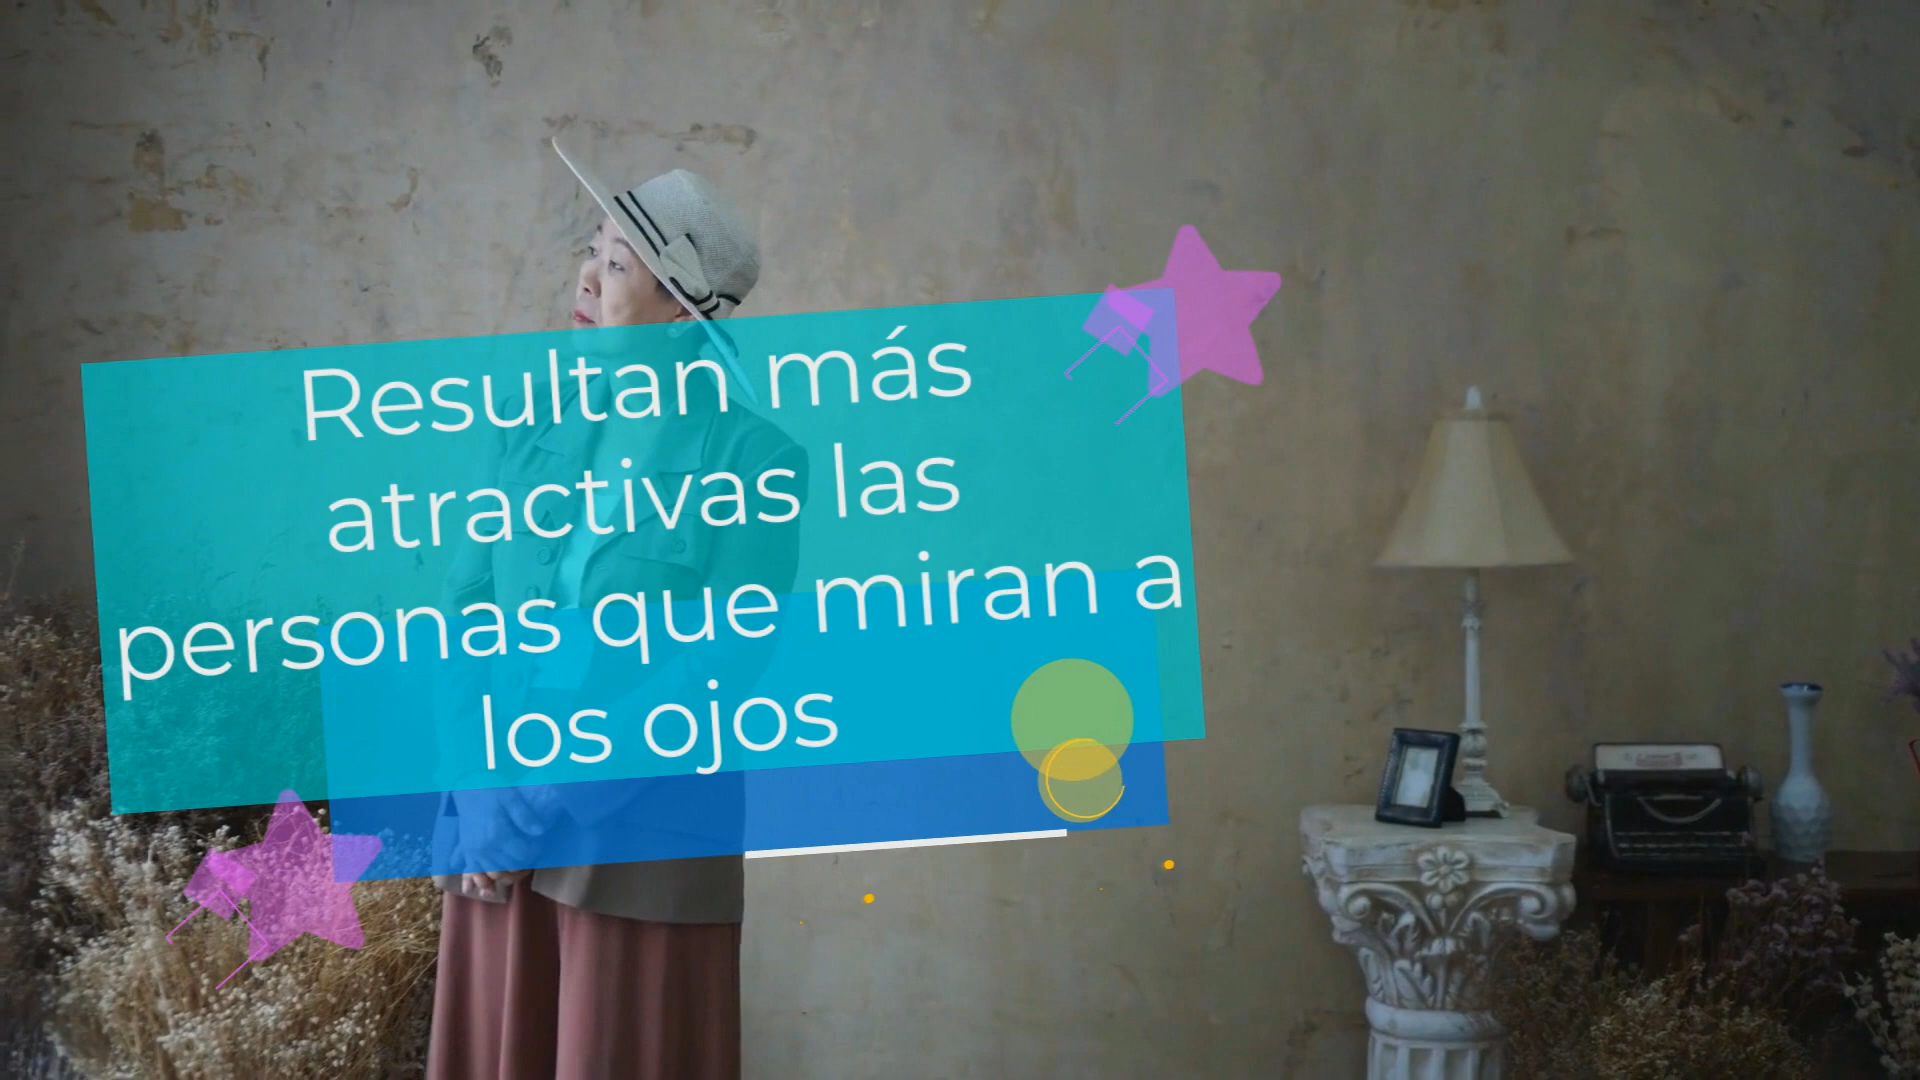 Resultan más
atractivas las
personas que miran a
los ojos